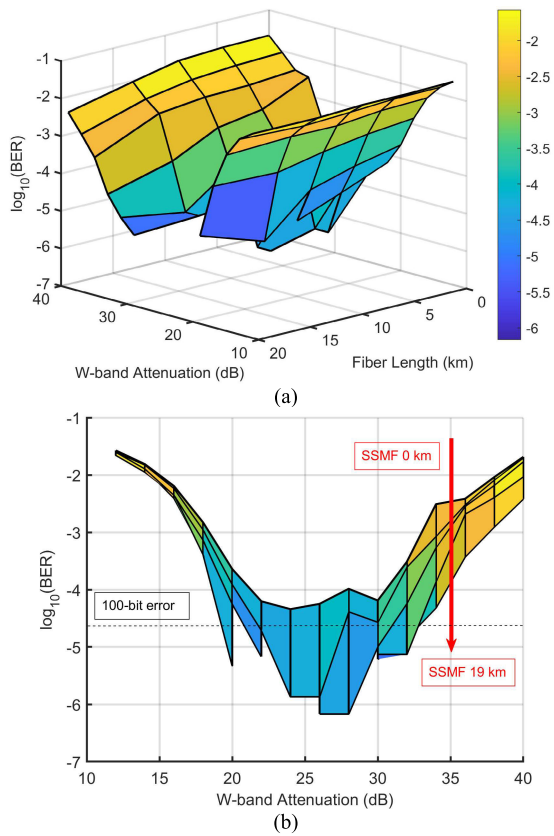 -1
-2
-3
-4
-5
-6
-7
log10(BER)
40
30
20
10
W-band Attenuation (dB)
20
15
10
5
0
Fiber Length (km)
-2
-2.5
-3
-3.5
-4
-4.5
-5
-5.5
-6
(a)
-1
-2
-3
-4
-5
-6
-7
log10(BER)
SSMF 0 km
100-bit error
SSMF 19 km
10 15 20 25 30 35 40
W-band Attenuation (dB)
(b)